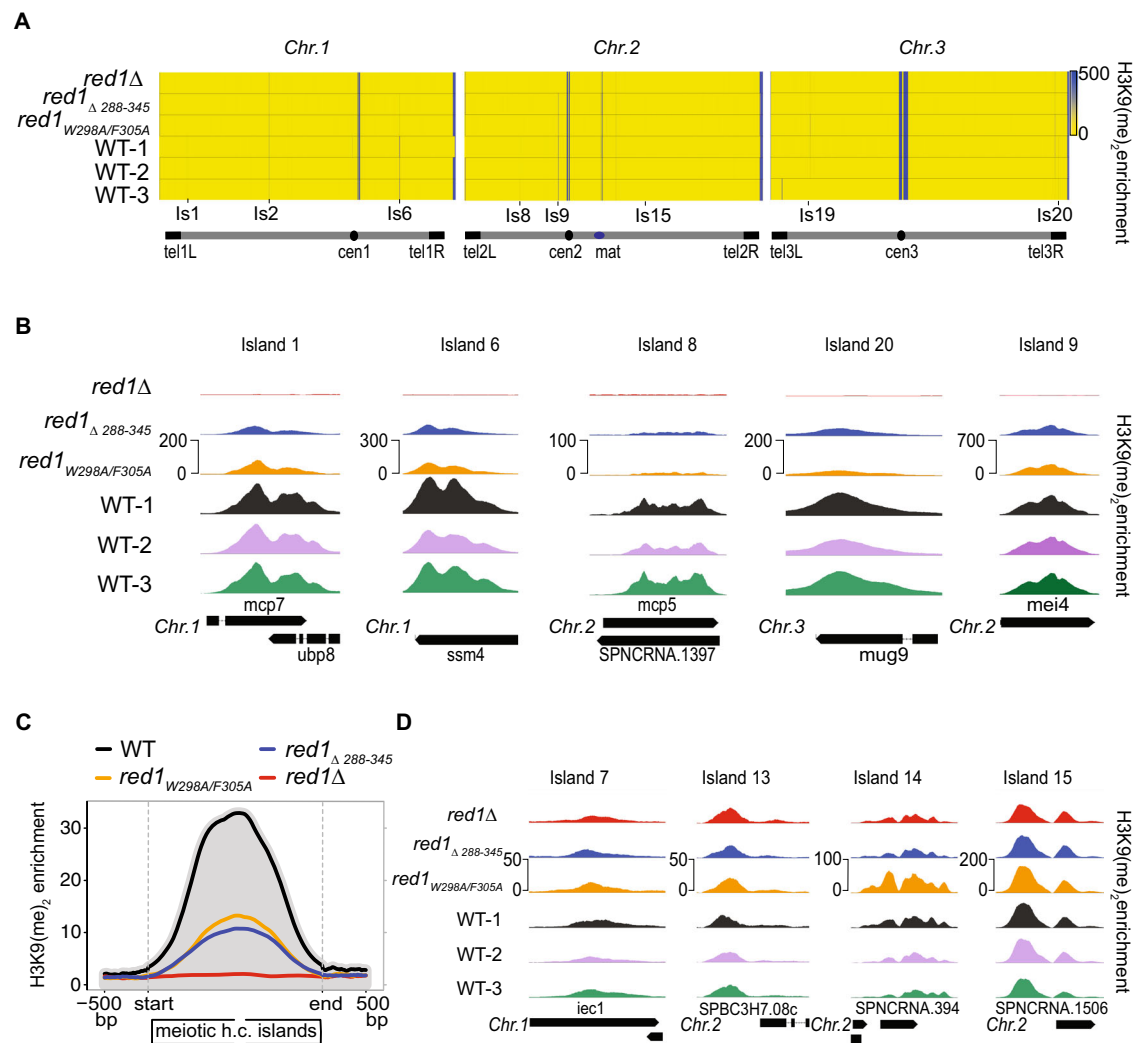 A
Chr.1 Chr.2 Chr.3
red1Δ
red1Δ 288-345
red1W298A/F305A
WT-1
WT-2
WT-3
500
0
H3K9(me)2enrichment
Is1 Is2 Is6 Is8 Is9 Is15 Is19 Is20
tel1L cen1 tel1R tel2L cen2 mat tel2R tel3L cen3 tel3R
B
Island 1 Island 6 Island 8 Island 20 Island 9
red1Δ
red1Δ 288-345
200 300 100 200 700
red1W298A/F305A
0 0 0 0 0
WT-1
WT-2
WT-3
H3K9(me)2enrichment
mcp7 mcp5 mei4
Chr.1 Chr.1 Chr.2 Chr.3 Chr.2
ubp8 ssm4 SPNCRNA.1397 mug9
C
WT red1Δ 288-345
red1W298A/F305A red1Δ
H3K9(me)2 enrichment
30
20
10
0
−500 bp start end 500 bp
meiotic h.c. islands
D
Island 7 Island 13 Island 14 Island 15
red1Δ
red1Δ 288-345
50 50 100 200
red1W298A/F305A
0 0 0 0
WT-1
WT-2
WT-3
H3K9(me)2enrichment
iec1 SPBC3H7.08c SPNCRNA.394 SPNCRNA.1506
Chr.1 Chr.2 Chr.2 Chr.2